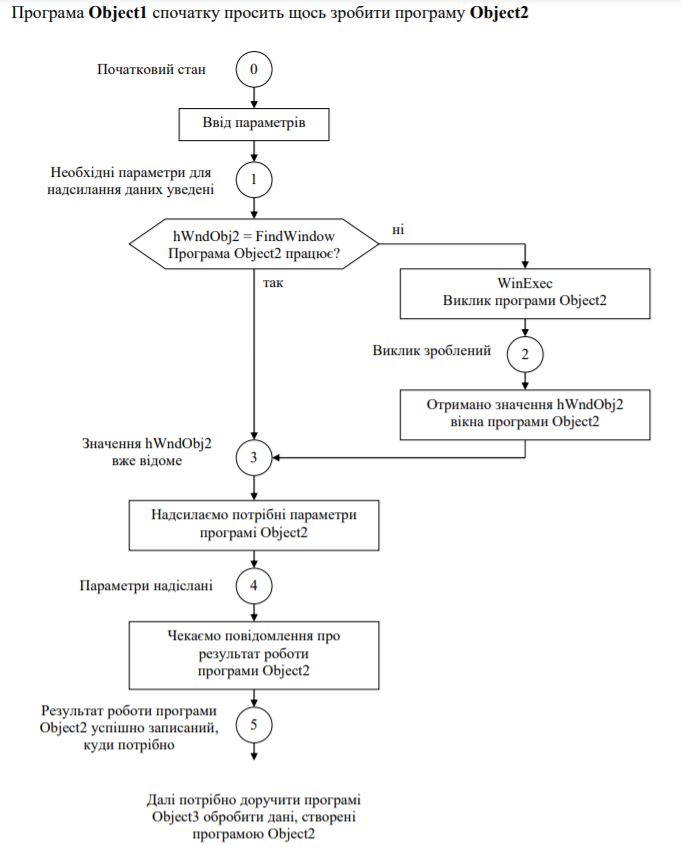 Програма Object1 спочатку просить щось зробити програму Object2
Початковий стан
0
Ввід параметрів
Необхідні параметри для
надсилання даних уведені
1
hWndObj2 = FindWindow
Програма Object2 працює?
ні
так
WinExec
Виклик програми Object2
Виклик зроблений
2
Отримано значення hWndObj2
вікна програми Object2
Значення hWndObj2
вже відоме
3
Надсилаємо потрібні параметри
програмі Object2
Параметри надіслані
4
Чекаємо повідомлення про
результат роботи
програми Object2
Результат роботи програми
Object2 успішно записаний,
куди потрібно
5
Далі потрібно доручити програмі
Object3 обробити дані, створені
програмою Object2